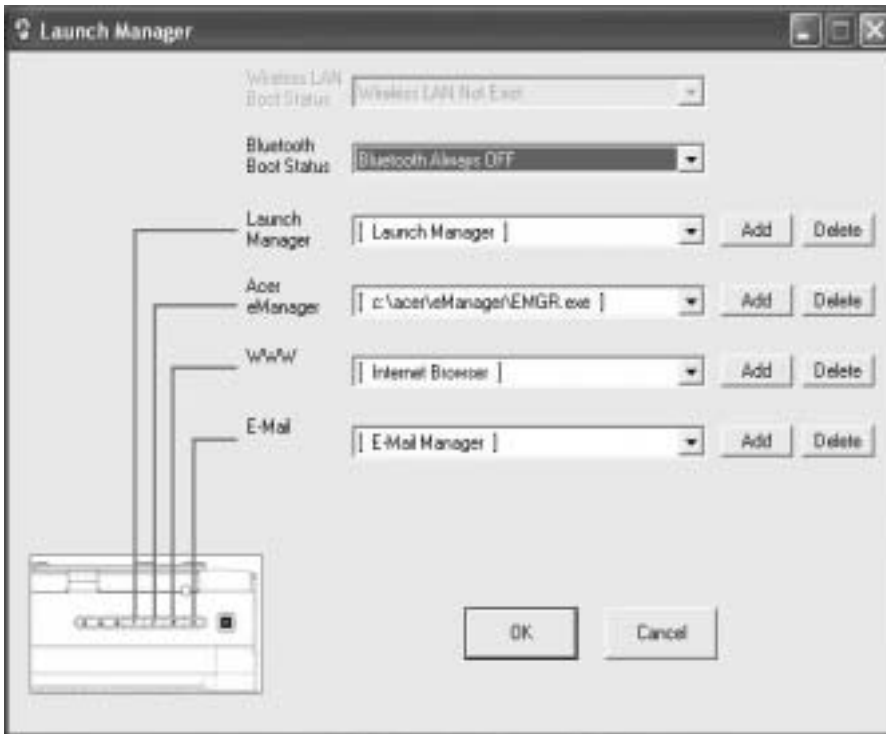 Launch Manager
Wireless LAN
Boot Status
Wireless LAN Not Exist
Bluetooth
Boot Status
Bluetooth Always OFF
Launch
Manager
[ Launch Manager ]
Add
Delete
Acer
eManager
[ c:\acer\eManager\EMGR.exe ]
Add
Delete
WWW
[ Internet Browser ]
Add
Delete
E-Mail
[ E-Mail Manager ]
Add
Delete
OK
Cancel